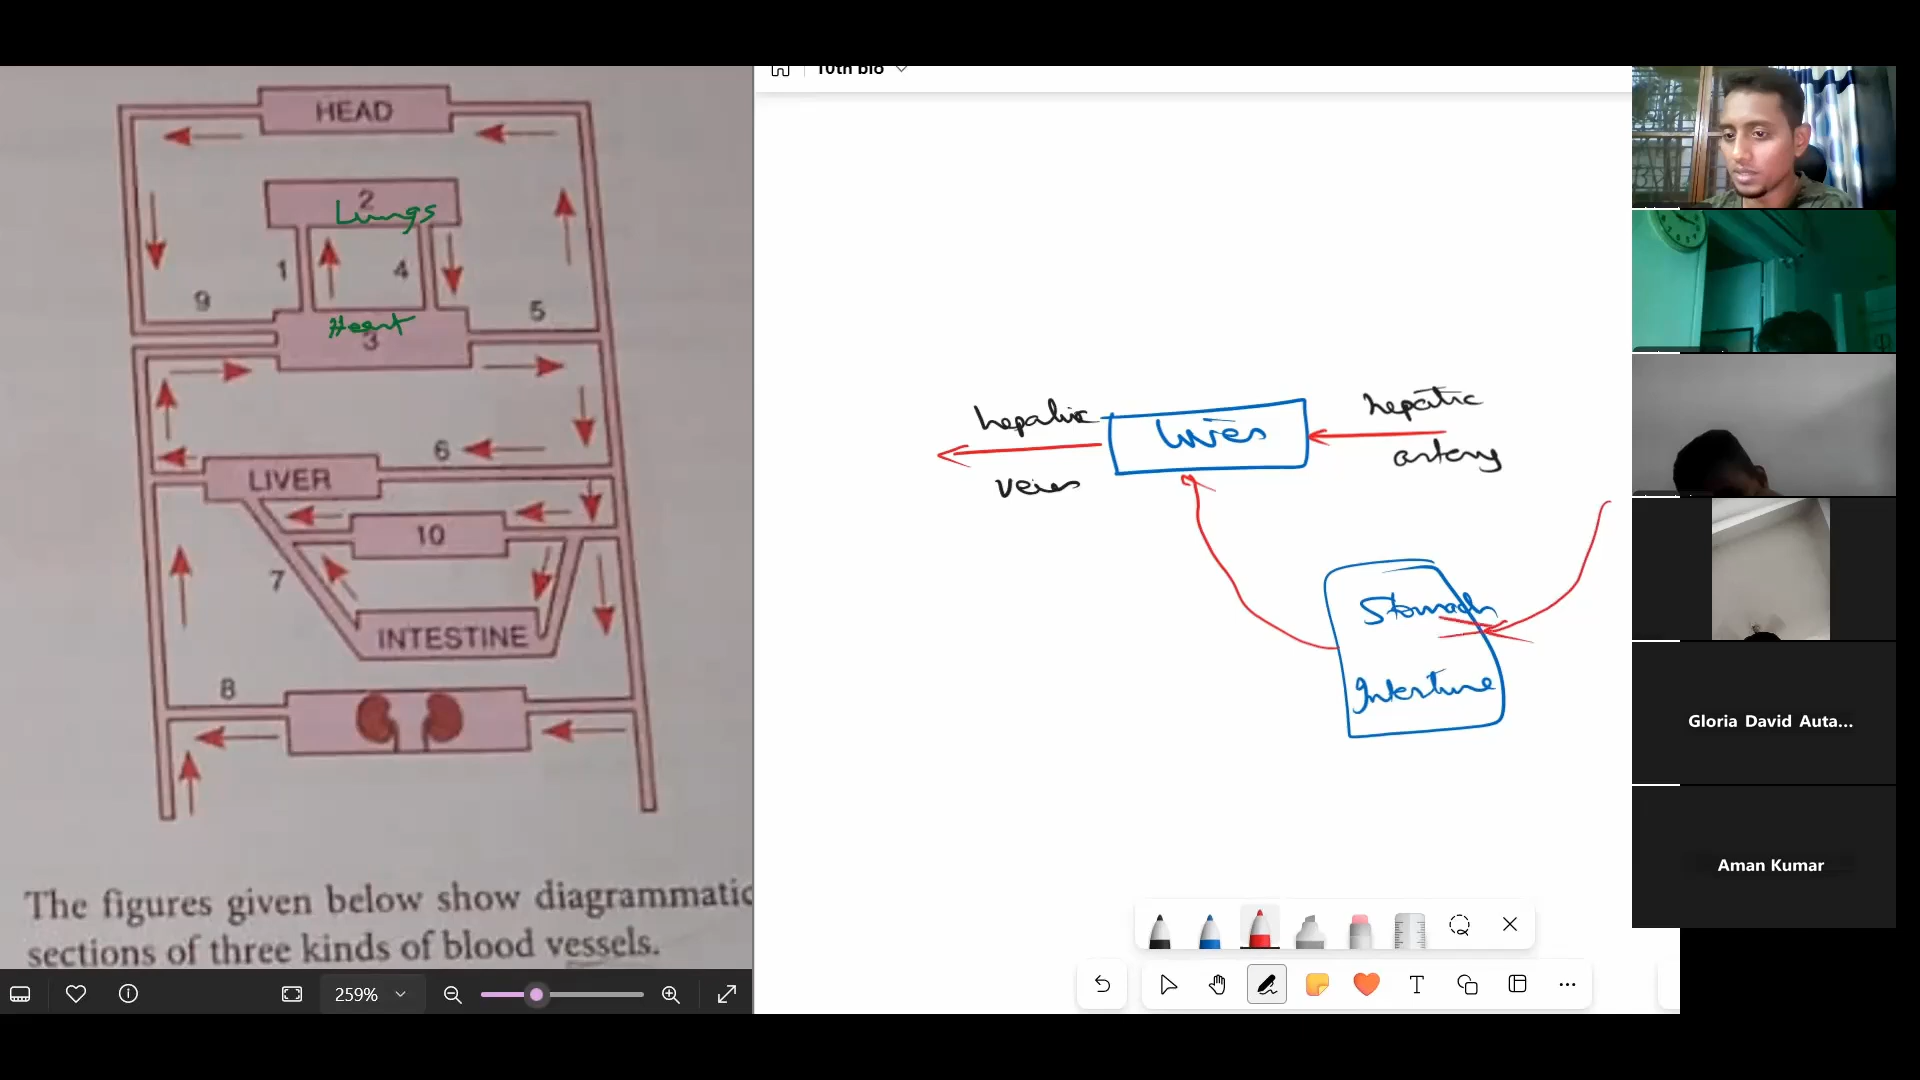 HEAD
2
Lungs
1
4
9
5
Heart
3
6
LIVER
10
7
INTESTINE
8
The figures given below show diagrammatic
sections of three kinds of blood vessels.
259%
10th bio
hepatic
veins
liver
hepatic
artery
Stomach
Intestine
T
Gloria David Auta...
Aman Kumar